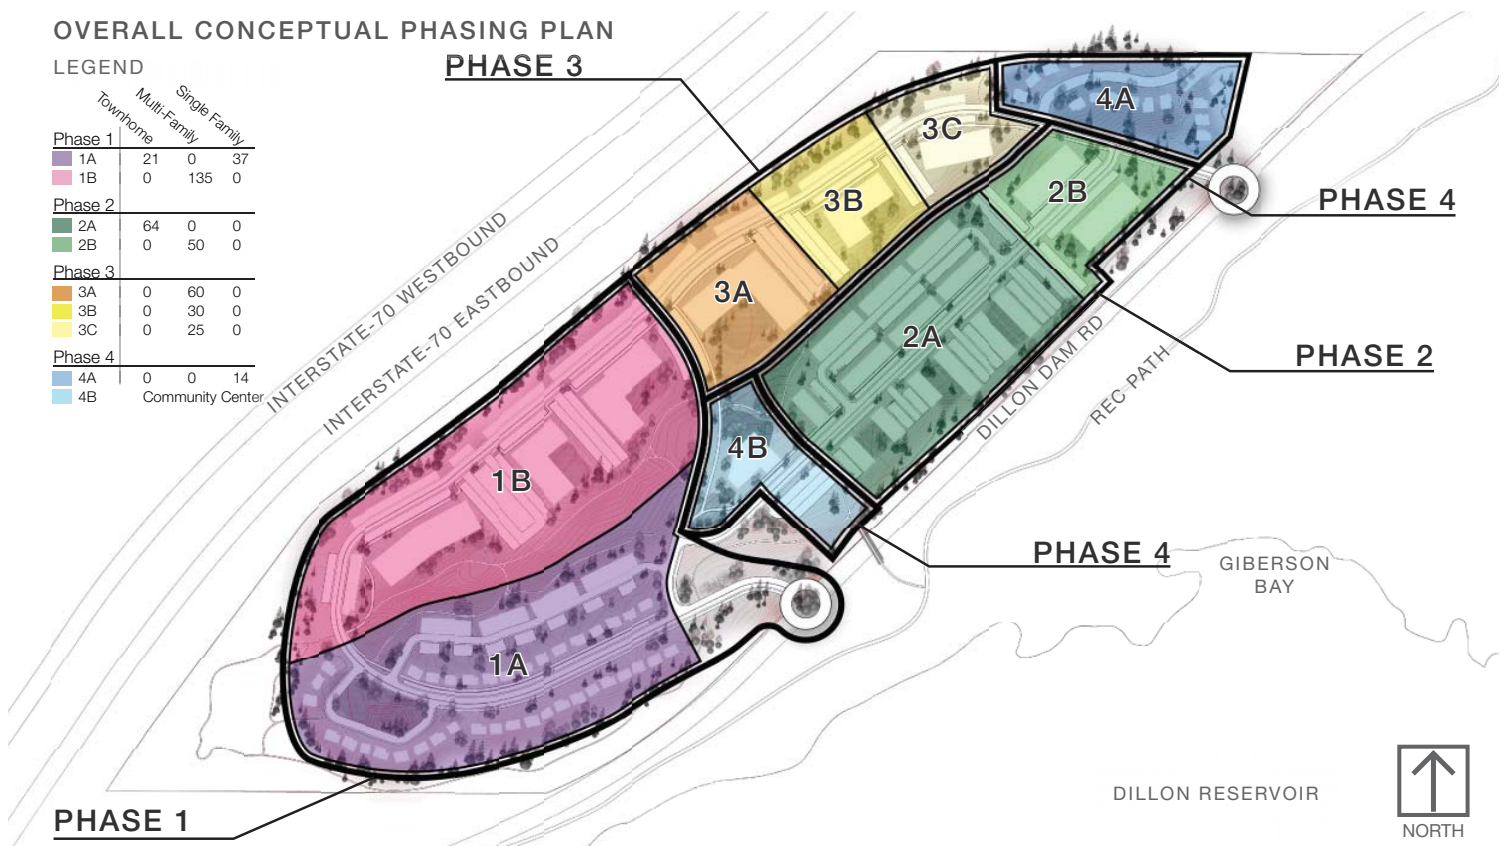 OVERALL CONCEPTUAL PHASING PLAN
LEGEND
Townhome Multi-Family Single Family
Phase 1
1A 21 0 37
1B 0 135 0
Phase 2
2A 64 0 0
2B 0 50 0
Phase 3
3A 0 60 0
3B 0 30 0
3C 0 25 0
Phase 4
4A 0 0 14
4B Community Center
PHASE 3
4A
3C
2B
3B
PHASE 4
INTERSTATE-70 WESTBOUND
INTERSTATE-70 EASTBOUND
3A
2A
PHASE 2
DILLON DAM RD
REC PATH
4B
1B
PHASE 4
GIBERSON
BAY
1A
PHASE 1
DILLON RESERVOIR
NORTH